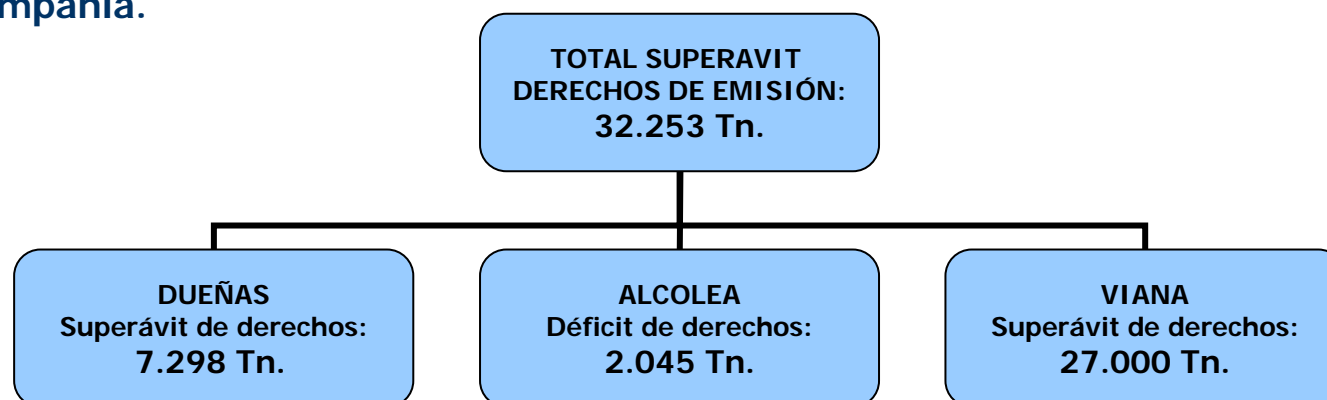 TOTAL SUPERAVIT
DERECHOS DE EMISIÓN:
32.253 Tn.
DUEÑAS
Superávit de derechos:
7.298 Tn.
ALCOLEA
Déficit de derechos:
2.045 Tn.
VIANA
Superávit de derechos:
27.000 Tn.